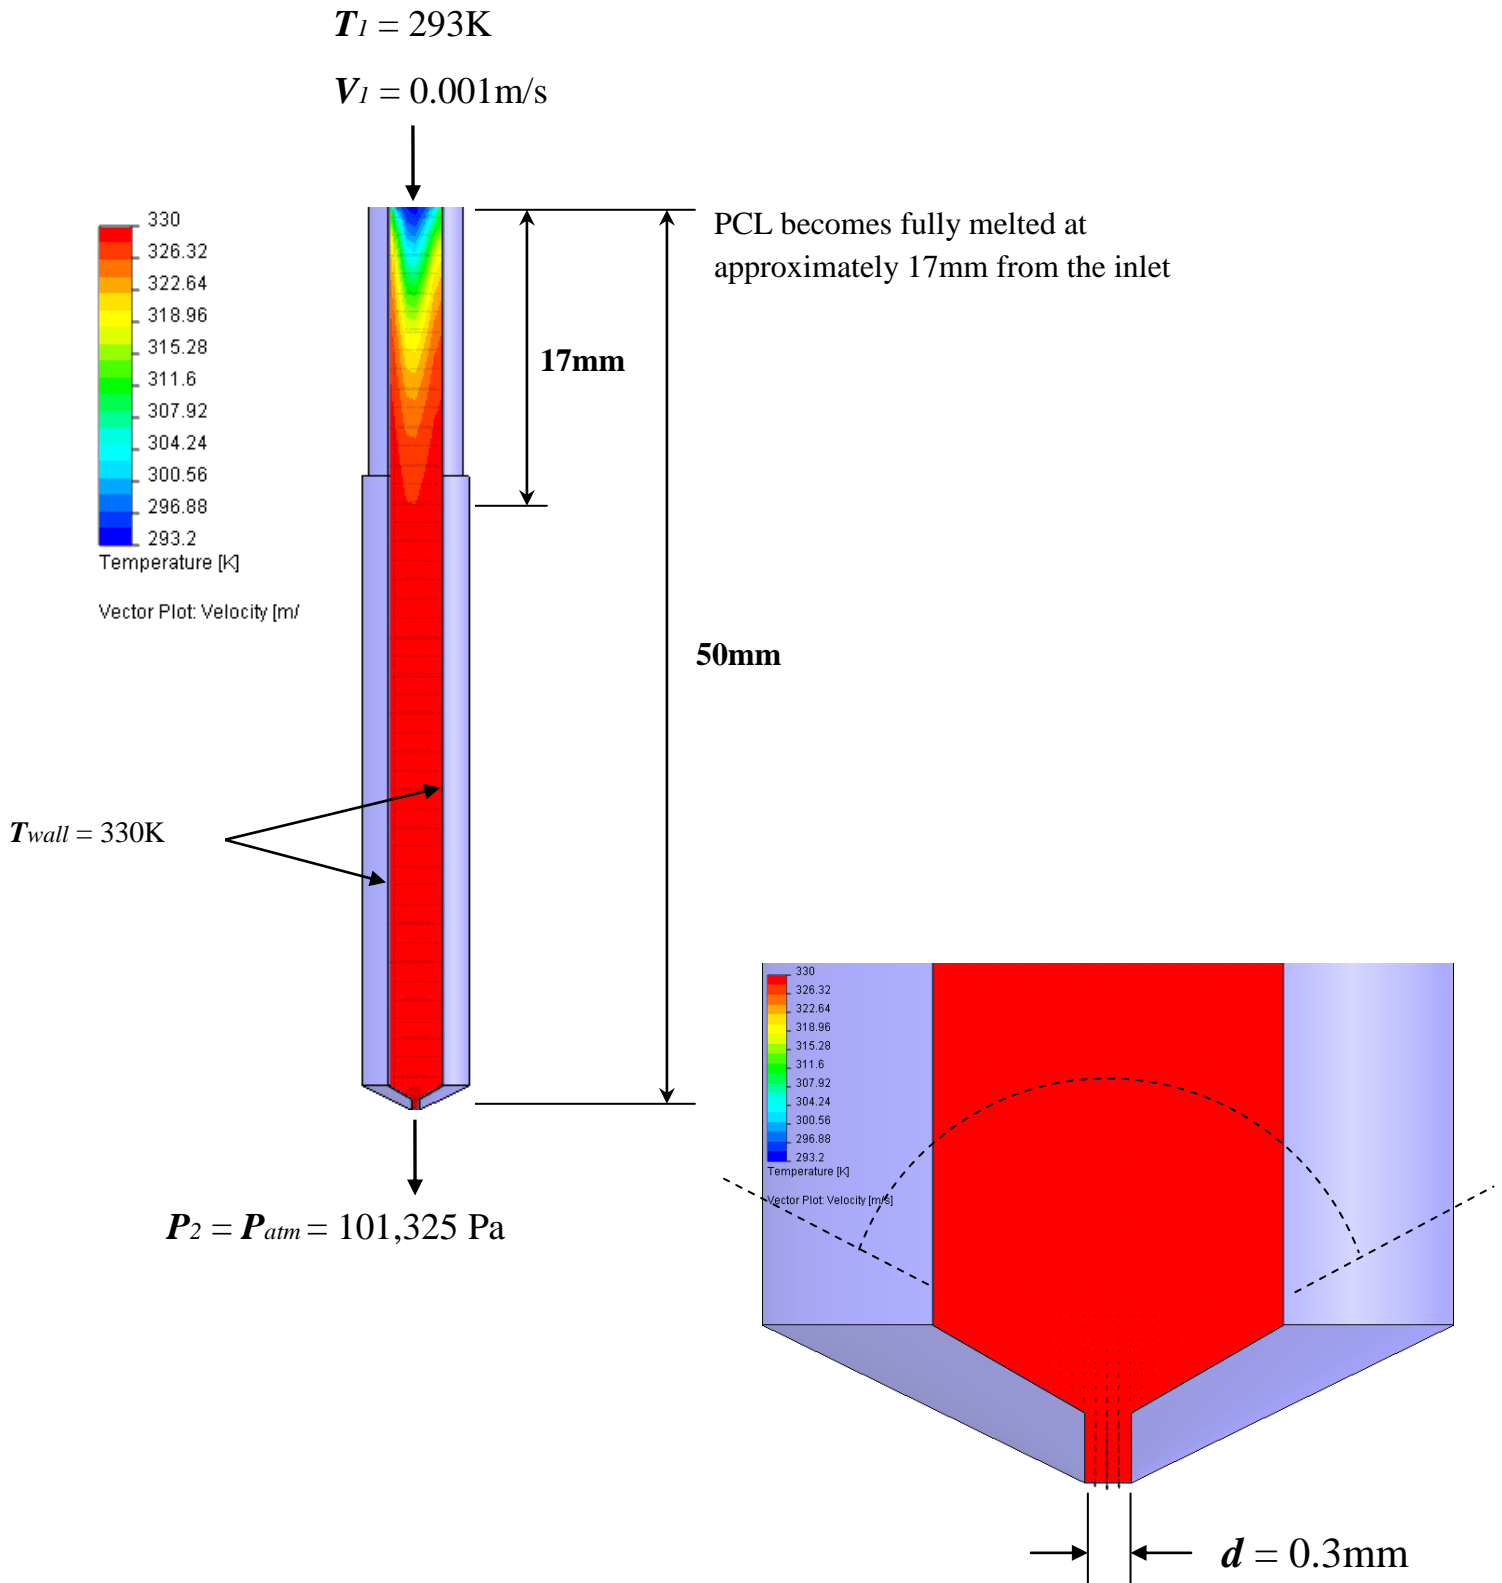 T1 = 293K
V1 = 0.001m/s
330
326.32
322.64
318.96
315.28
311.6
307.92
304.24
300.56
296.88
293.2
Temperature [K]
Vector Plot: Velocity [m/
PCL becomes fully melted at
approximately 17mm from the inlet
17mm
50mm
Twall = 330K
P2 = Patm = 101,325 Pa
330
326.32
322.64
318.96
315.28
311.6
307.92
304.24
300.56
296.88
293.2
Temperature [K]
Vector Plot: Velocity [m/s]
d = 0.3mm